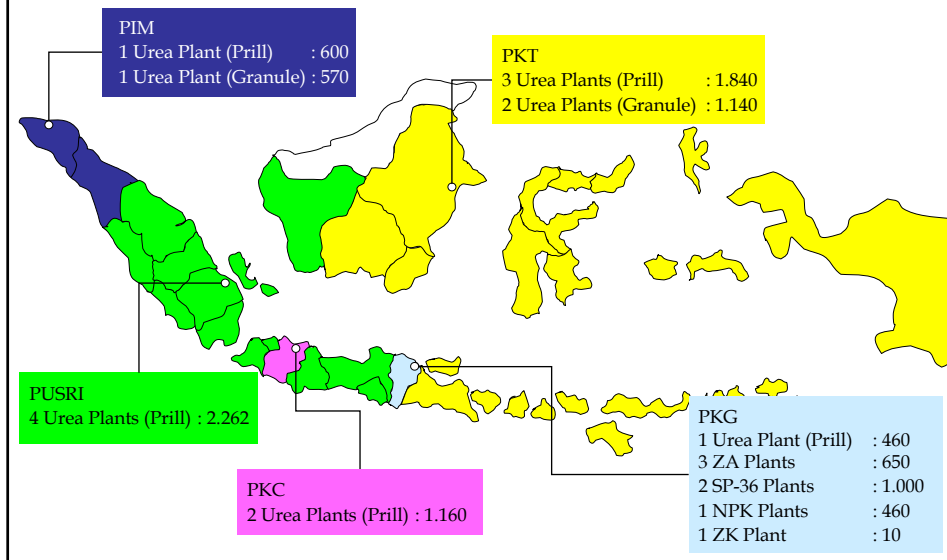 PIM
1 Urea Plant (Prill) : 600
1 Urea Plant (Granule) : 570
PKT
3 Urea Plants (Prill) : 1.840
2 Urea Plants (Granule) : 1.140
PUSRI
4 Urea Plants (Prill) : 2.262
PKC
2 Urea Plants (Prill) : 1.160
PKG
1 Urea Plant (Prill) : 460
3 ZA Plants : 650
2 SP-36 Plants : 1.000
1 NPK Plants : 460
1 ZK Plant : 10